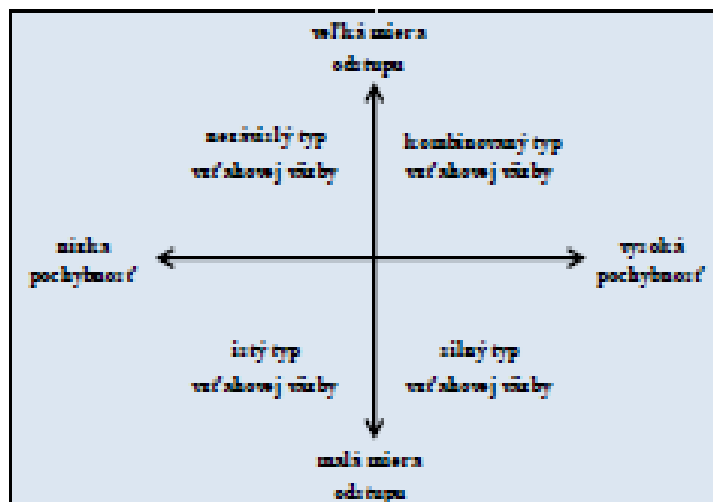 veľká miera
odstupu
nezávislý typ
vzťahovej väzby
kombinovaný typ
vzťahovej väzby
nízka
pochybnosť
vysoká
pochybnosť
istý typ
vzťahovej väzby
silný typ
vzťahovej väzby
malá miera
odstupu